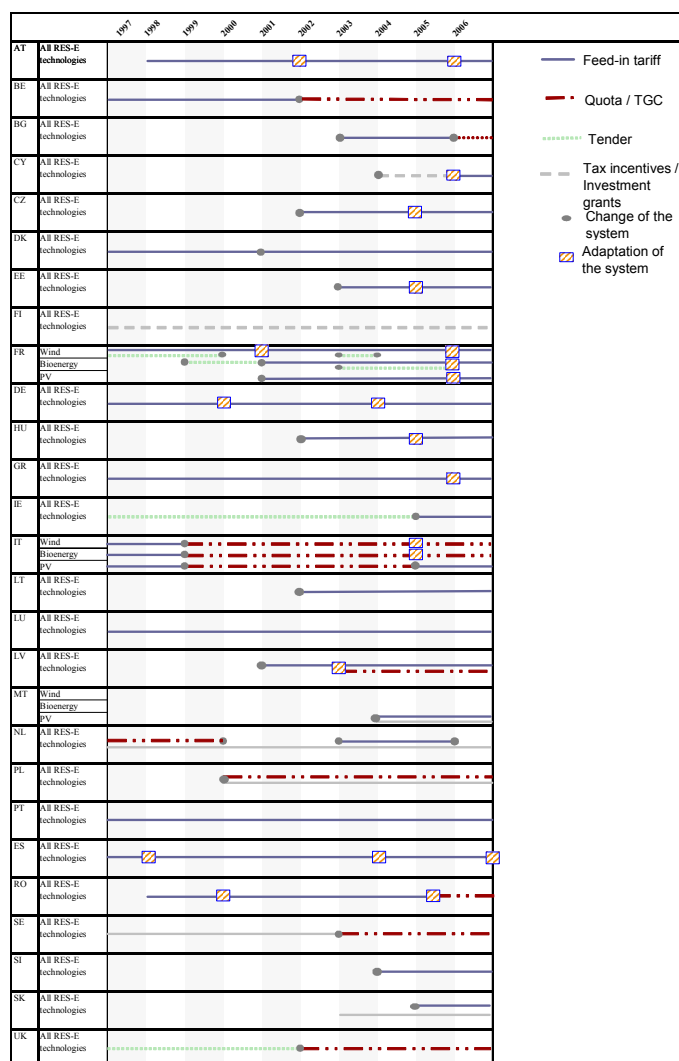 1997 1998 1999 2000 2001 2002 2003 2004 2005 2006
AT All RES-E
technologies
BE All RES-E
technologies
BG All RES-E
technologies
CY All RES-E
technologies
CZ All RES-E
technologies
DK All RES-E
technologies
EE All RES-E
technologies
FI All RES-E
technologies
FR Wind
Bioenergy
PV
DE All RES-E
technologies
HU All RES-E
technologies
GR All RES-E
technologies
IE All RES-E
technologies
IT Wind
Bioenergy
PV
LT All RES-E
technologies
LU All RES-E
technologies
LV All RES-E
technologies
MT Wind
Bioenergy
PV
NL All RES-E
technologies
PL All RES-E
technologies
PT All RES-E
technologies
ES All RES-E
technologies
RO All RES-E
technologies
SE All RES-E
technologies
SI All RES-E
technologies
SK All RES-E
technologies
UK All RES-E
technologies
Feed-in tariff
Quota / TGC
Tender
Tax incentives /
Investment
grants
Change of the
system
Adaptation of
the system